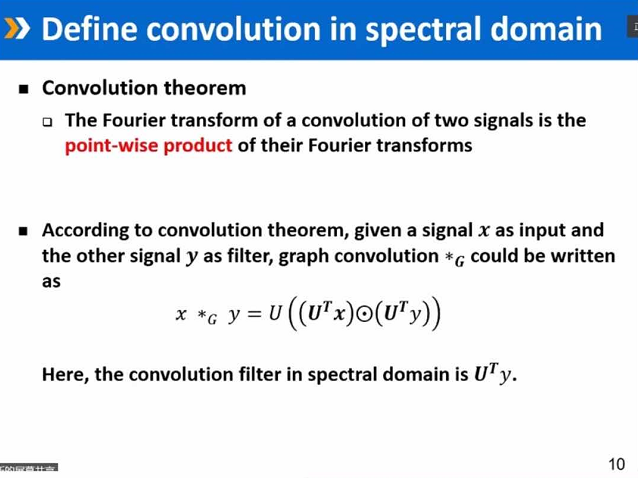 Define convolution in spectral domain
Convolution theorem
The Fourier transform of a convolution of two signals is the
point-wise product of their Fourier transforms
According to convolution theorem, given a signal x as input and
the other signal y as filter, graph convolution *G could be written
as
x *G y = U((Uᵀx)⊙(Uᵀy))
Here, the convolution filter in spectral domain is Uᵀy.
10